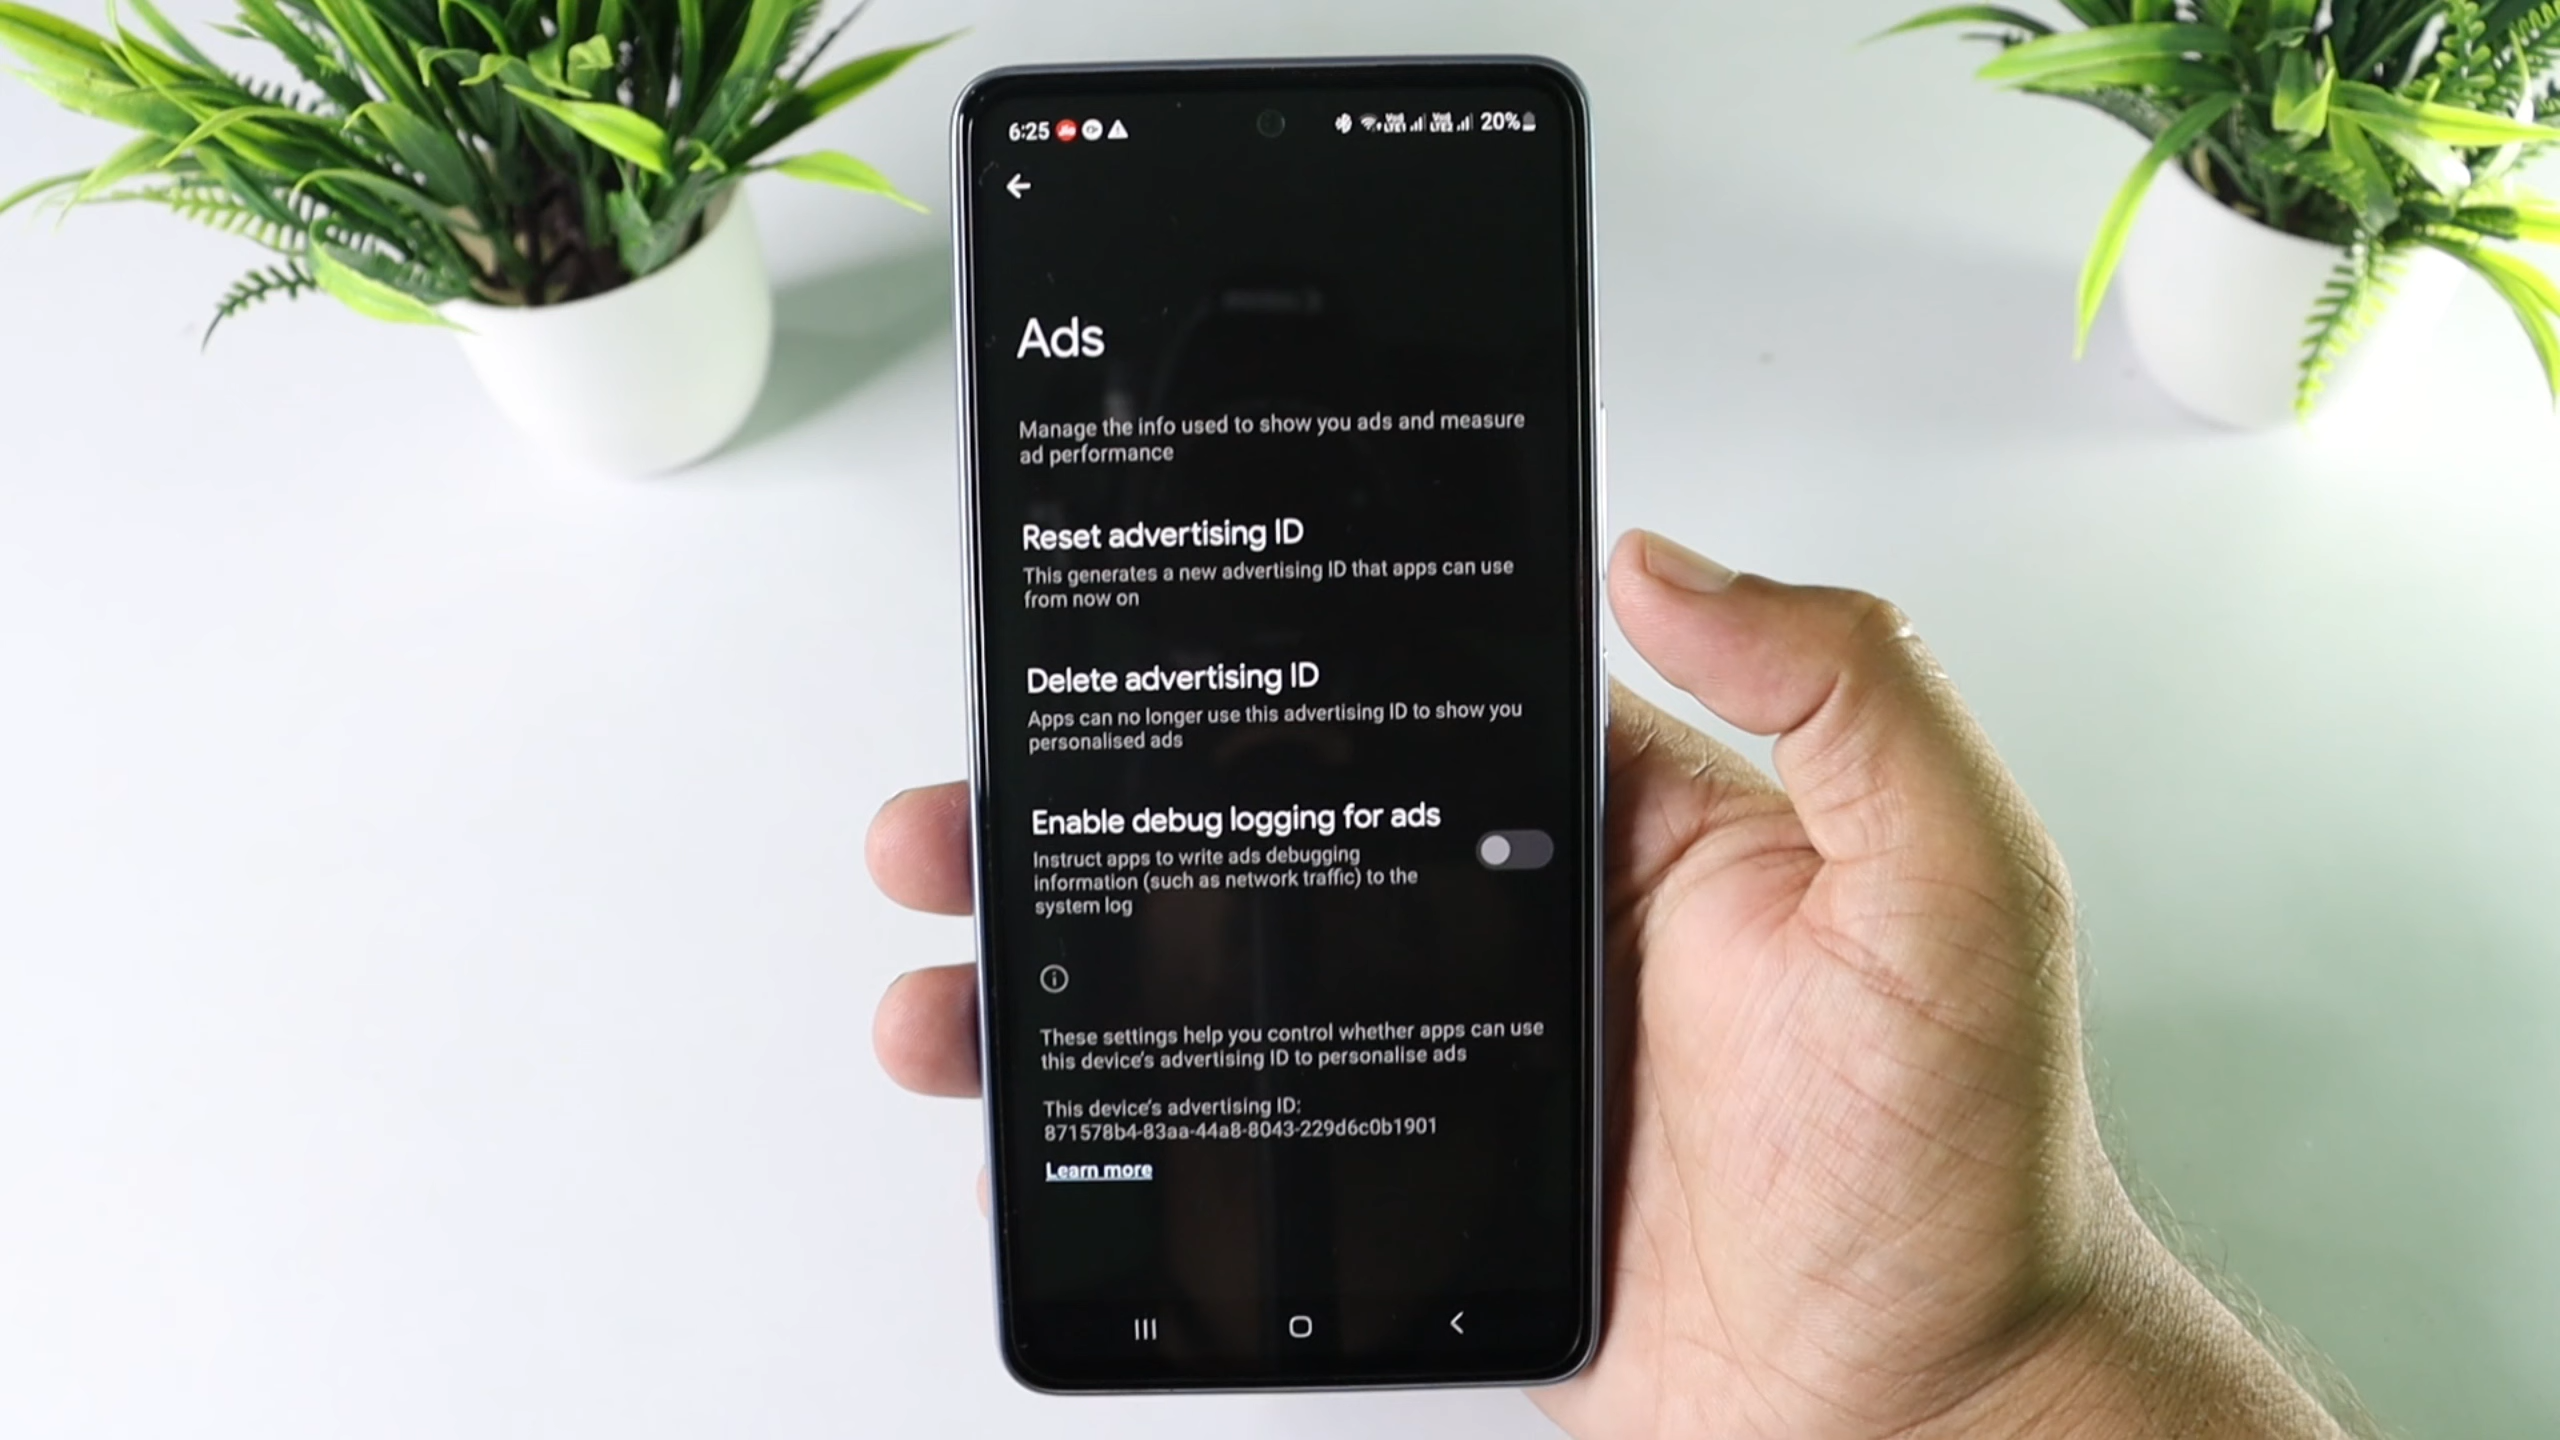 6:25
20%
Ads
Manage the info used to show you ads and measure
ad performance
Reset advertising ID
This generates a new advertising ID that apps can use
from now on
Delete advertising ID
Apps can no longer use this advertising ID to show you
personalised ads
Enable debug logging for ads
Instruct apps to write ads debugging
information (such as network traffic) to the
system log
These settings help you control whether apps can use
this device's advertising ID to personalise ads
This device's advertising ID:
871578b4-83aa-44a8-8043-229d6c0b1901
Learn more